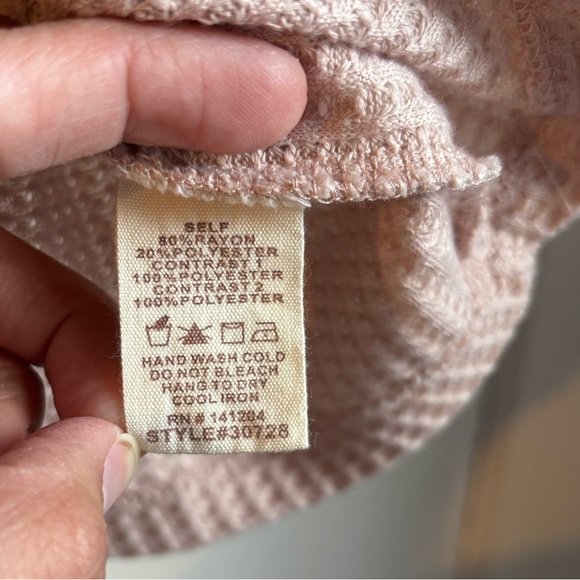 SELF
80%RAYON
20%POLYESTER
CONTRAST 1
100%POLYESTER
CONTRAST 2
100%POLYESTER
HAND WASH COLD
DO NOT BLEACH
HANG TO DRY
COOL IRON
RN# 141204
STYLE#30728